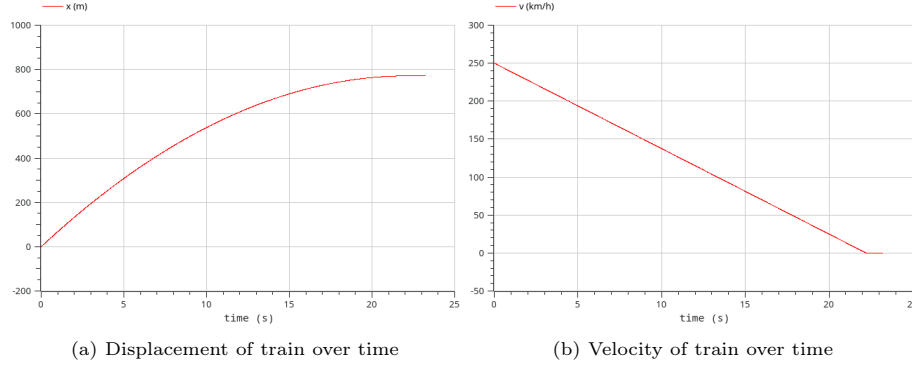 x (m)
1000
800
600
400
200
0
-200
0 5 10 15 20 25
time (s)
(a) Displacement of train over time
v (km/h)
300
250
200
150
100
50
0
-50
0 5 10 15 20 25
time (s)
(b) Velocity of train over time